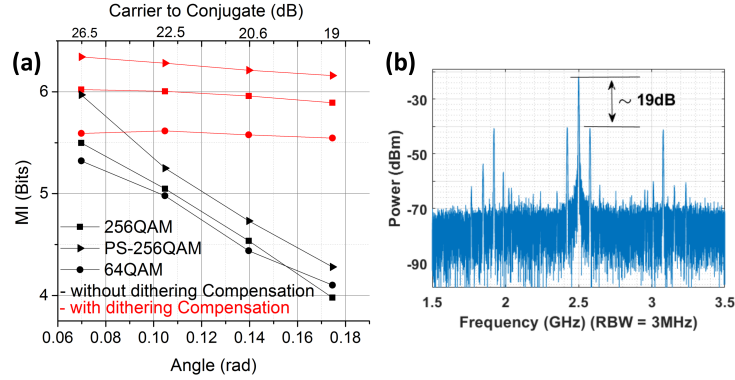 Carrier to Conjugate (dB)
26.5 22.5 20.6 19
(a)
6
5
4
MI (Bits)
256QAM
PS-256QAM
64QAM
- without dithering Compensation
- with dithering Compensation
0.06 0.08 0.10 0.12 0.14 0.16 0.18
Angle (rad)
(b)
~ 19dB
-30
-50
-70
-90
Power (dBm)
1.5 2 2.5 3 3.5
Frequency (GHz) (RBW = 3MHz)